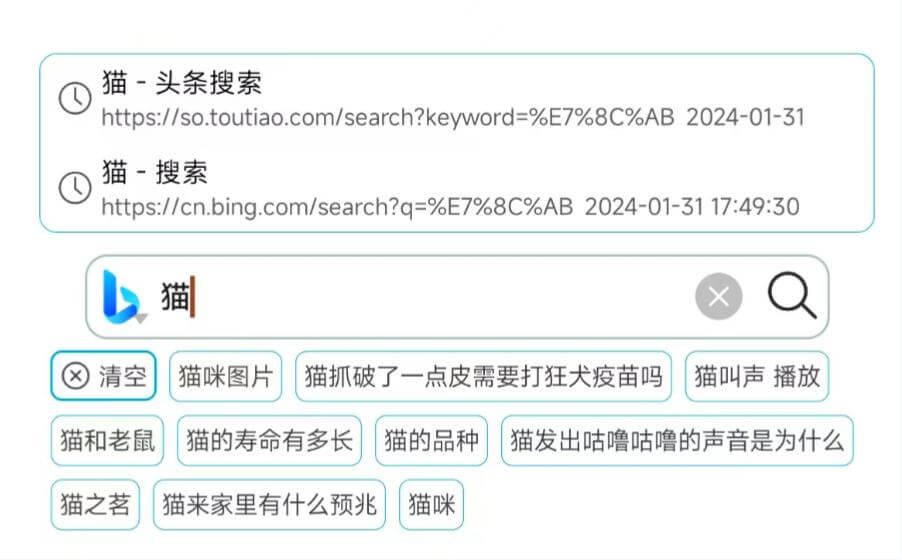 猫 - 头条搜索
https://so.toutiao.com/search?keyword=%E7%8C%AB 2024-01-31
猫 - 搜索
https://cn.bing.com/search?q=%E7%8C%AB 2024-01-31 17:49:30
猫
清空 猫咪图片 猫抓破了一点皮需要打狂犬疫苗吗 猫叫声 播放
猫和老鼠 猫的寿命有多长 猫的品种 猫发出咕噜咕噜的声音是为什么
猫之茗 猫来家里有什么预兆 猫咪